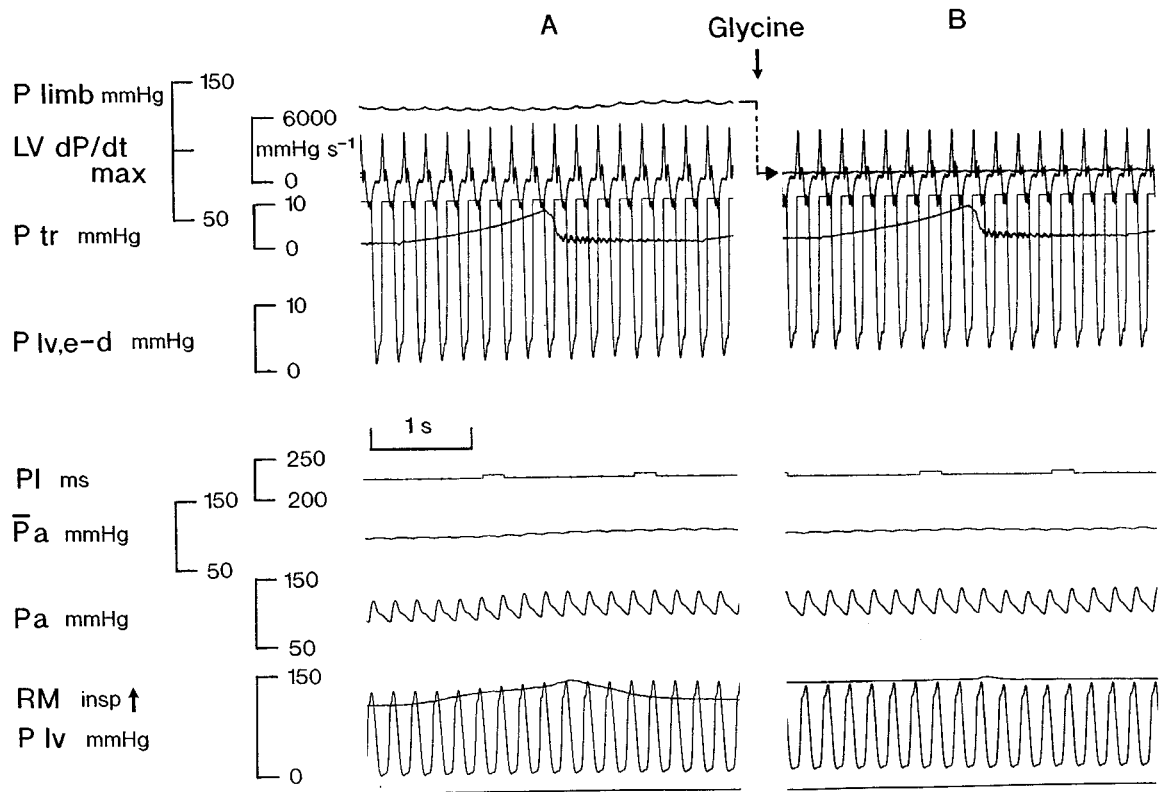 A
Glycine
B
P limb mmHg
150
50
LV dP/dt
max
6000
mmHg s⁻¹
0
P tr mmHg
10
0
P lv,e-d mmHg
10
0
1 s
PI ms
250
200
P̅a mmHg
150
50
Pa mmHg
150
50
RM insp ↑
P lv mmHg
150
0